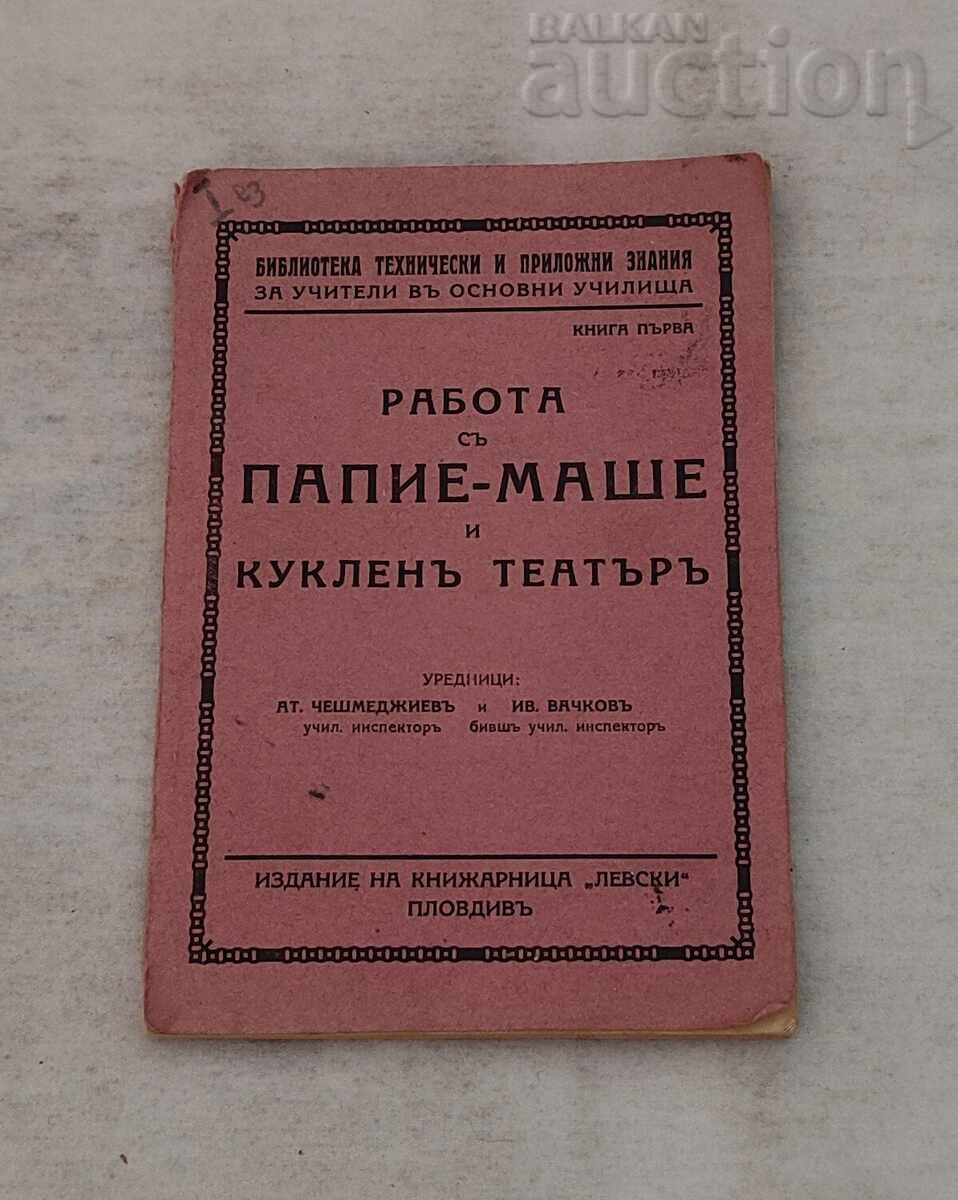 BALKAN
auction
I 3
БИБЛИОТЕКА ТЕХНИЧЕСКИ И ПРИЛОЖНИ ЗНАНИЯ
ЗА УЧИТЕЛИ ВЪ ОСНОВНИ УЧИЛИЩА
КНИГА ПЪРВА
РАБОТА
СЪ
ПАПИЕ-МАШЕ
И
КУКЛЕНЪ ТЕАТЪРЪ
УРЕДНИЦИ:
АТ. ЧЕШМЕДЖИЕВЪ и ИВ. ВАЧКОВЪ
учил. инспекторъ бившъ учил. инспекторъ
ИЗДАНИЕ НА КНИЖАРНИЦА „ЛЕВСКИ“
ПЛОВДИВЪ